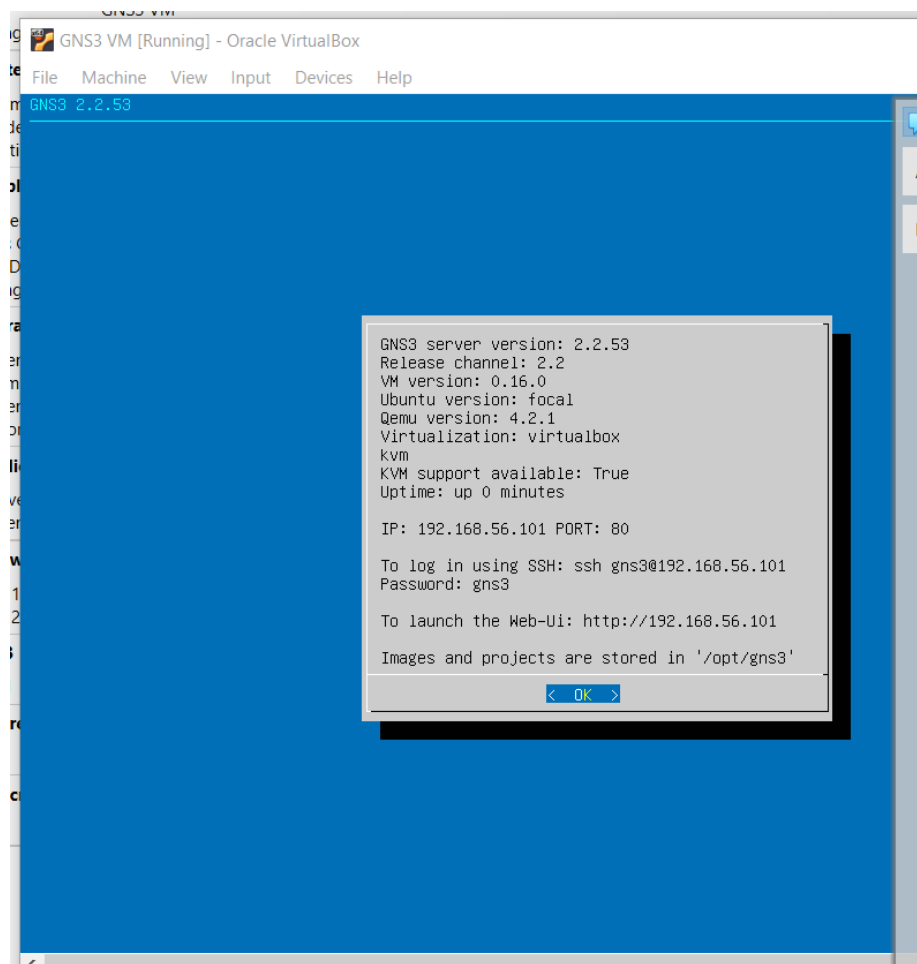 GNS3 VM [Running] - Oracle VirtualBox
File Machine View Input Devices Help
GNS3 2.2.53
GNS3 server version: 2.2.53
Release channel: 2.2
VM version: 0.16.0
Ubuntu version: focal
Qemu version: 4.2.1
Virtualization: virtualbox
kvm
KVM support available: True
Uptime: up 0 minutes
IP: 192.168.56.101 PORT: 80
To log in using SSH: ssh gns3@192.168.56.101
Password: gns3
To launch the Web-Ui: http://192.168.56.101
Images and projects are stored in '/opt/gns3'
< OK >